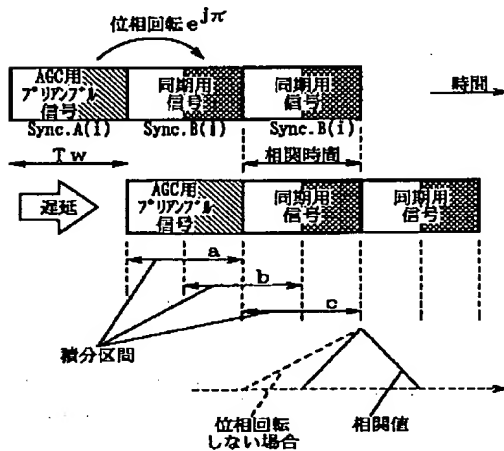 位相回転 e^{jπ}
AGC用
プリアンブル
信号
同期用
信号
同期用
信号
時間
Sync.A(i)
Sync.B(i)
Sync.B(i)
Tw
相関時間
遅延
AGC用
プリアンブル
信号
同期用
信号
同期用
信号
a
b
c
積分区間
位相回転
しない場合
相関値